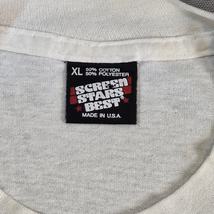 XL 50% COTTON
50% POLYESTER
SCREEN
STARS
BEST
MADE IN U.S.A.